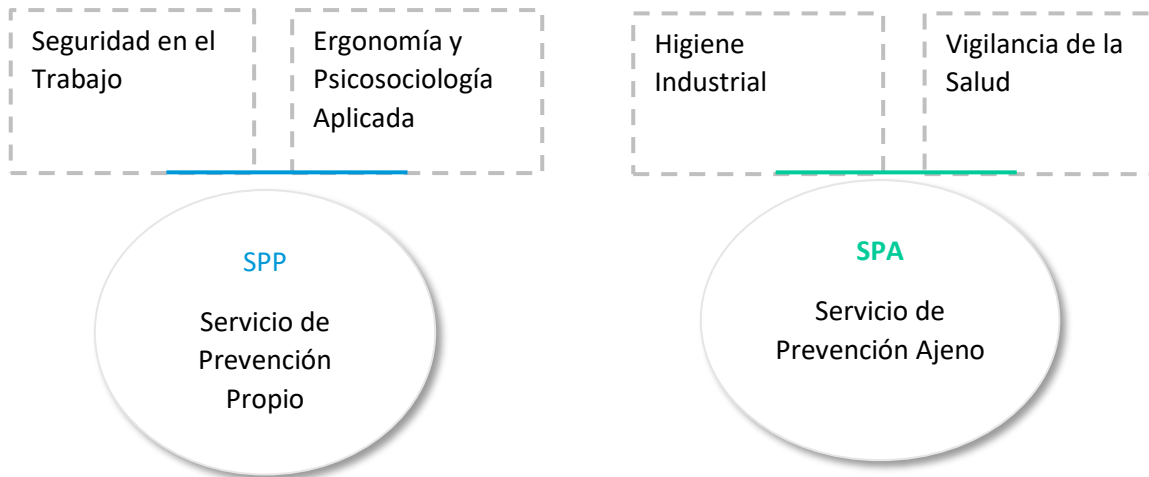 Seguridad en el
Trabajo
Ergonomía y
Psicosociología
Aplicada
Higiene
Industrial
Vigilancia de la
Salud
SPP
Servicio de
Prevención
Propio
SPA
Servicio de
Prevención Ajeno